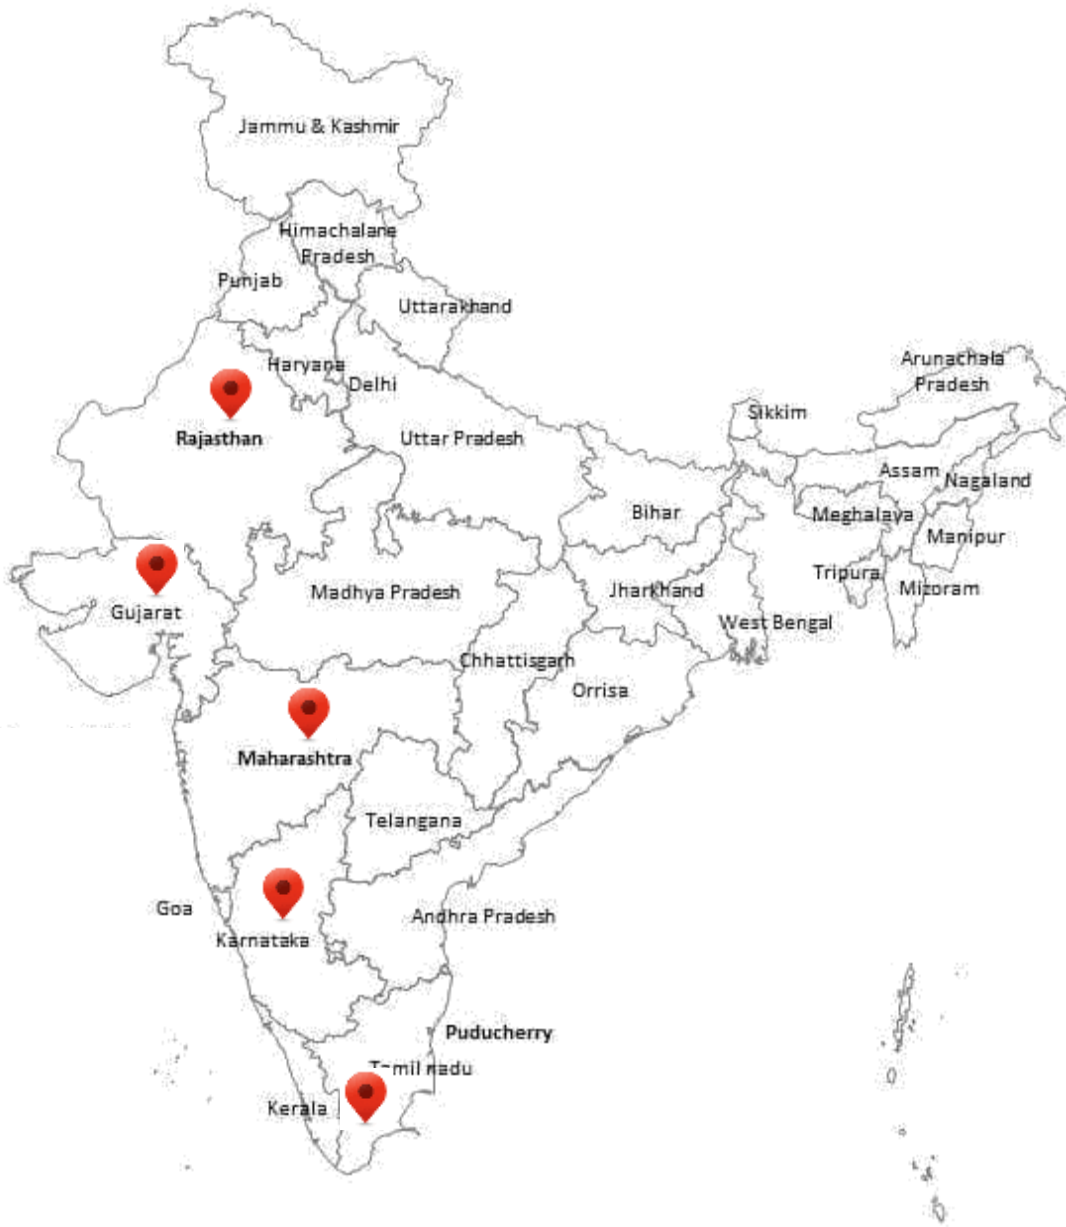 Jammu & Kashmir
Himachalane
Pradesh
Punjab
Uttarakhand
Haryana
Delhi
Arunachala
Pradesh
Sikkim
Rajasthan
Uttar Pradesh
Assam
Nagaland
Bihar
Meghalaya
Manipur
Tripura
Mizoram
Madhya Pradesh
Jharkhand
Gujarat
West Bengal
Chhattisgarh
Orrisa
Maharashtra
Telangana
Goa
Andhra Pradesh
Karnataka
Puducherry
Tamil nadu
Kerala